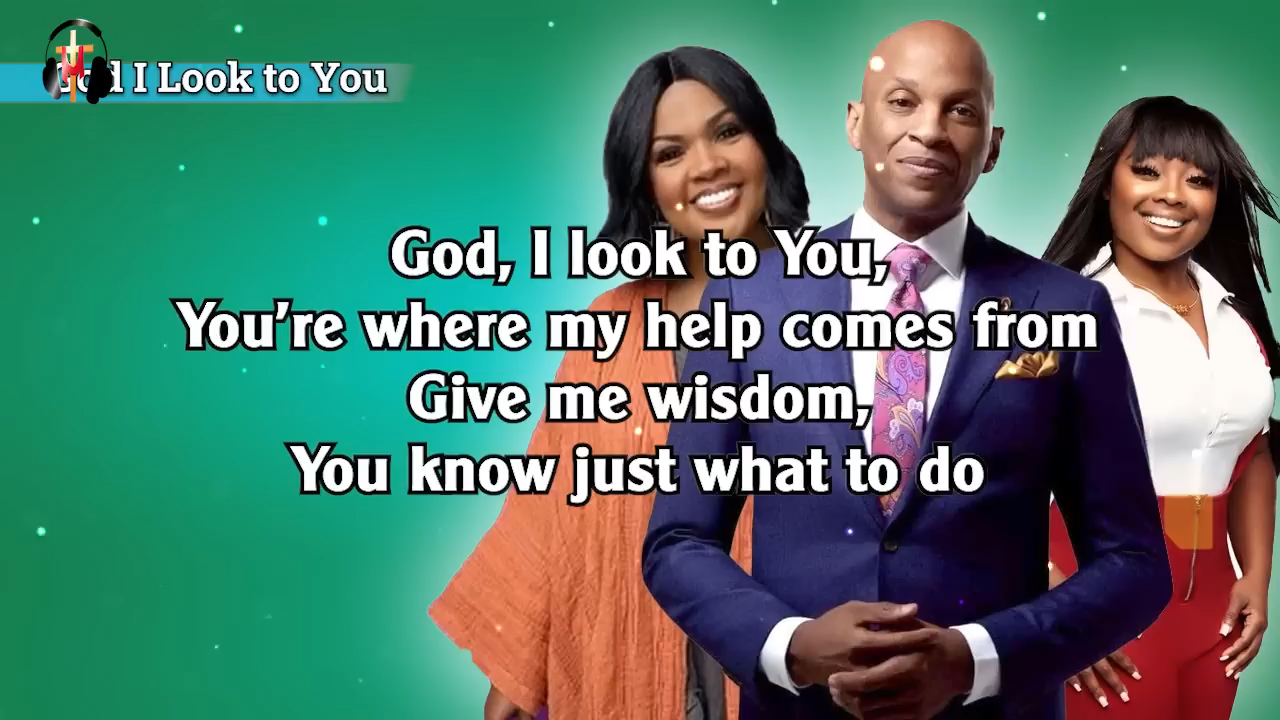 God I Look to You
God, I look to You,
You're where my help comes from
Give me wisdom,
You know just what to do